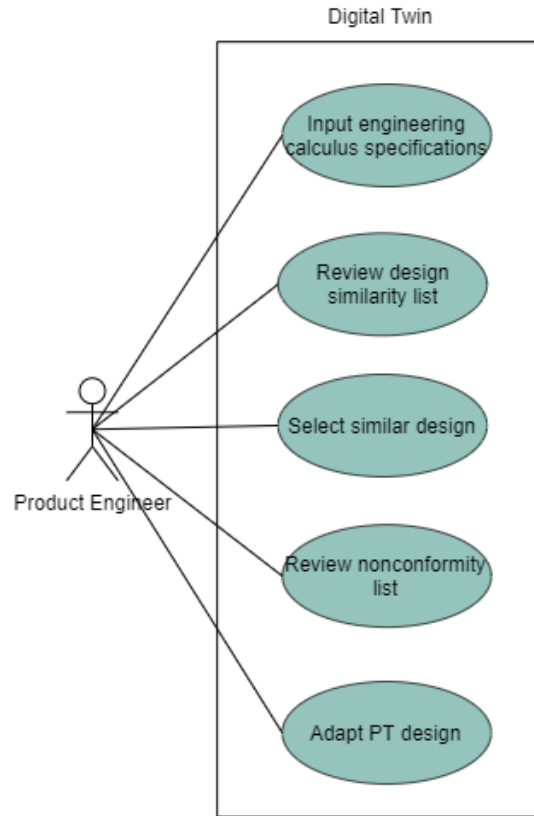 Digital Twin
Input engineering
calculus specifications
Review design
similarity list
Select similar design
Product Engineer
Review nonconformity
list
Adapt PT design